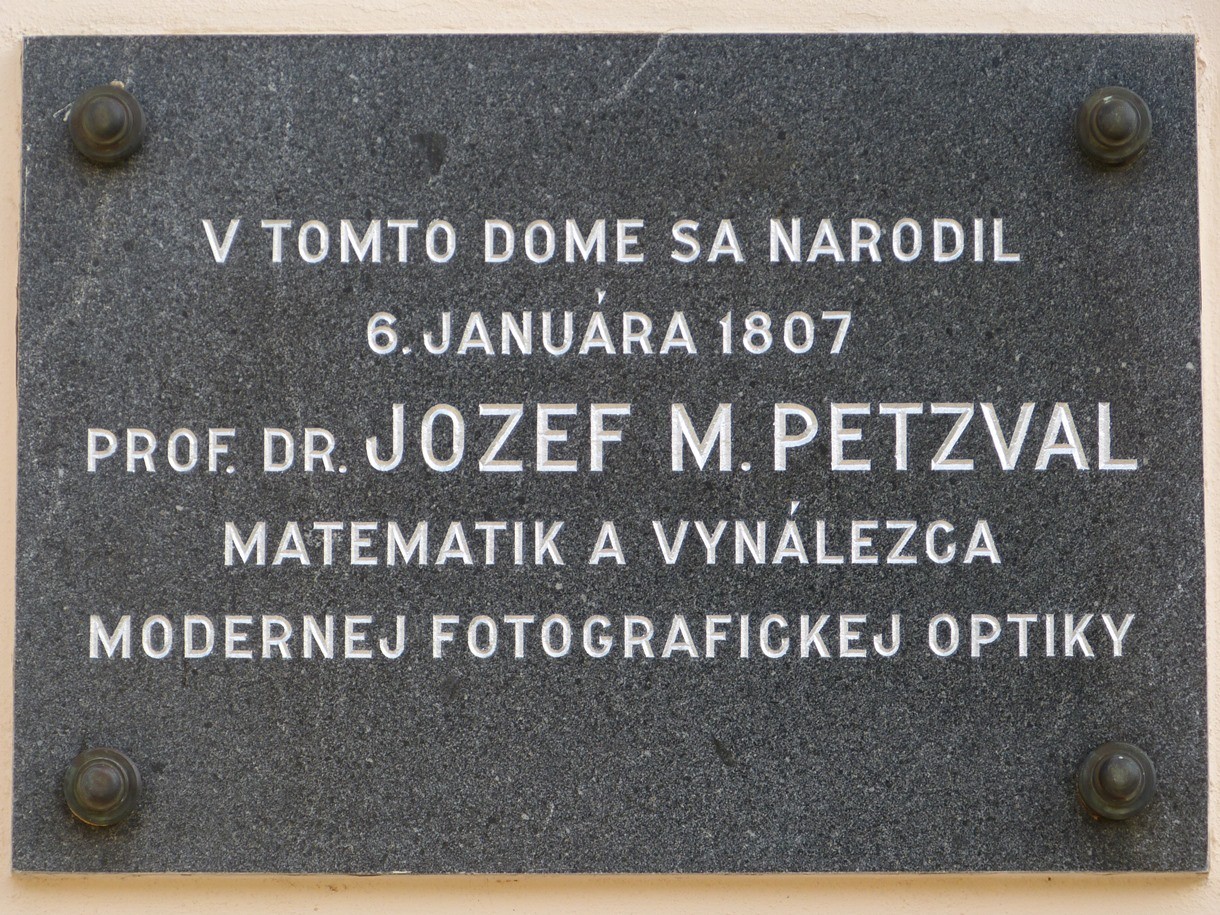 V TOMTO DOME SA NARODIL
6. JANUÁRA 1807
PROF. DR. JOZEF M. PETZVAL
MATEMATIK A VYNÁLEZCA
MODERNEJ FOTOGRAFICKEJ OPTIKY